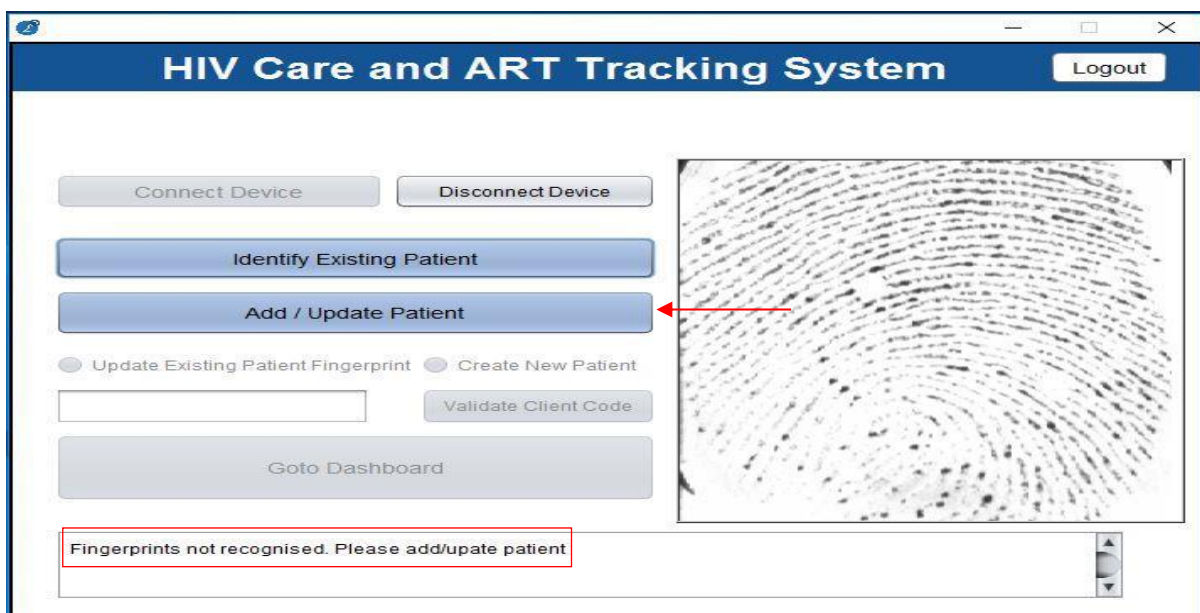 HIV Care and ART Tracking System
Logout
Connect Device
Disconnect Device
Identify Existing Patient
Add / Update Patient
Update Existing Patient Fingerprint
Create New Patient
Validate Client Code
Goto Dashboard
Fingerprints not recognised. Please add/upate patient